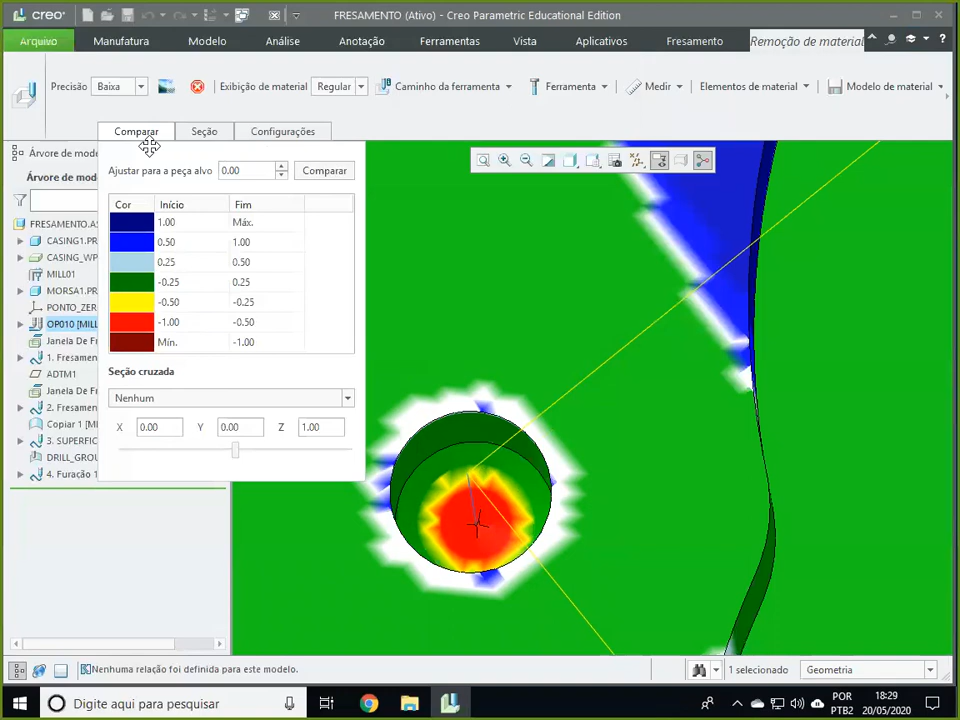 creo
FRESAMENTO (Ativo) - Creo Parametric Educational Edition
Arquivo Manufatura Modelo Análise Anotação Ferramentas Vista Aplicativos Fresamento Remoção de material
Precisão Baixa Exibição de material Regular Caminho da ferramenta Ferramenta Medir Elementos de material Modelo de material
Comparar Seção Configurações
Árvore de mode
Ajustar para a peça alvo 0.00 Comparar
Árvore de mode
Cor Início Fim
1.00 Máx.
0.50 1.00
0.25 0.50
-0.25 0.25
-0.50 -0.25
-1.00 -0.50
Mín. -1.00
FRESAMENTO.AS
CASING1.PR
CASING_WP
MILL01
MORSA1.PR
PONTO_ZER
OP010 [MILL
Janela De Fr
1. Fresamen
ADTM1
Janela De Fr
2. Fresamen
Copiar 1 [MI
3. SUPERFIC
DRILL_GROU
4. Furação 1
Seção cruzada
Nenhum
X 0.00 Y 0.00 Z 1.00
Nenhuma relação foi definida para este modelo.
1 selecionado
Geometria
Digite aqui para pesquisar
POR
PTB2
18:29
20/05/2020